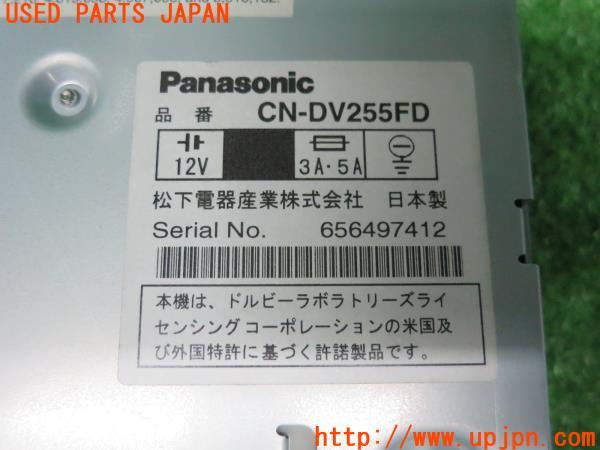 USED PARTS JAPAN
Panasonic
品番 CN-DV255FD
12V 3A・5A
松下電器産業株式会社 日本製
Serial No. 656497412
本機は、ドルビーラボラトリーズライ
センシングコーポレーションの米国及
び外国特許に基づく許諾製品です。
http://www.upjpn.com